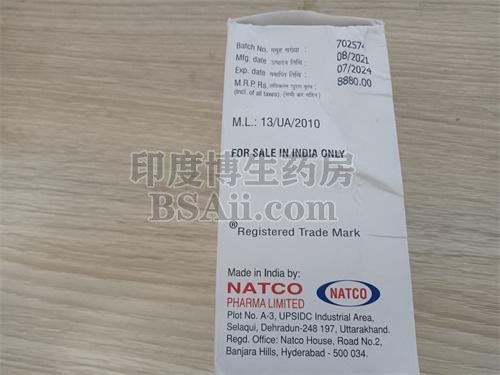 Batch No. समूह संख्या : 702574
Mfg. date उत्पादन तिथि : 08/2021
Exp. date समाप्ति तिथि : 07/2024
M.R.P. Rs. अधिकतम खुदरा मूल्य : 8880.00
(Incl. of all taxes) (सभी कर सहित)
M.L.: 13/UA/2010
FOR SALE IN INDIA ONLY
印度博生药房
BSAii.com
®Registered Trade Mark
Made in India by:
NATCO
PHARMA LIMITED
NATCO
Plot No. A-3, UPSIDC Industrial Area,
Selaqui, Dehradun-248 197, Uttarakhand.
Regd. Office: Natco House, Road No.2,
Banjara Hills, Hyderabad - 500 034.